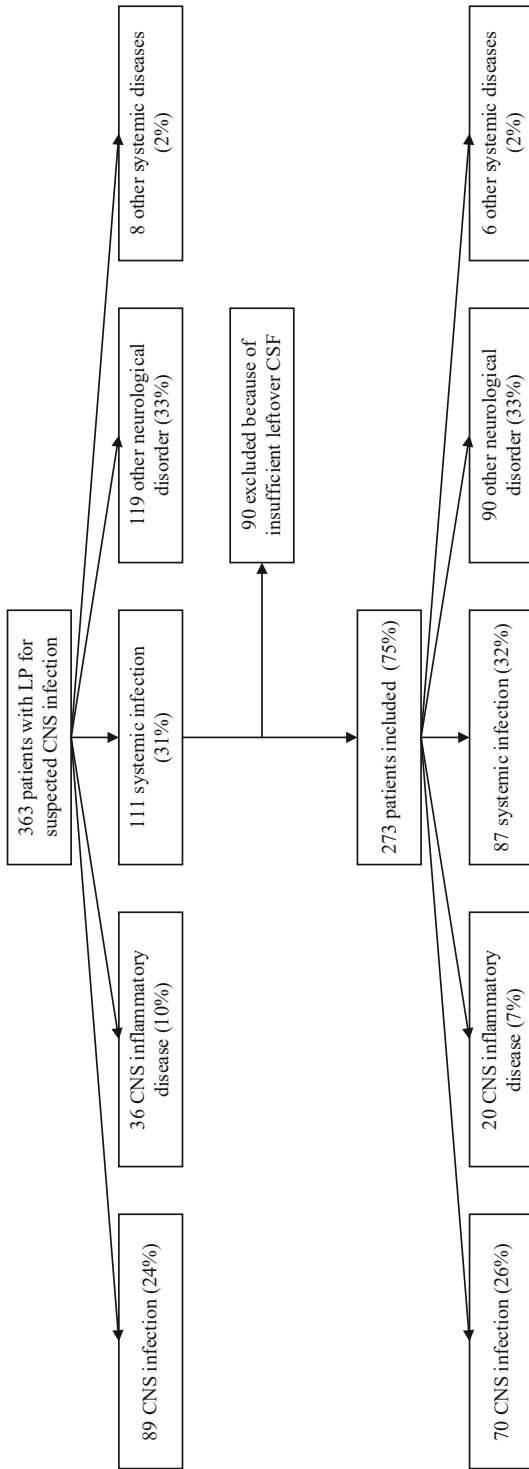 363 patients with LP for
suspected CNS infection
89 CNS infection (24%)
36 CNS inflammatory
disease (10%)
111 systemic infection
(31%)
119 other neurological
disorder (33%)
8 other systemic diseases
(2%)
90 excluded because of
insufficient leftover CSF
273 patients included (75%)
70 CNS infection (26%)
20 CNS inflammatory
disease (7%)
87 systemic infection (32%)
90 other neurological
disorder (33%)
6 other systemic diseases
(2%)